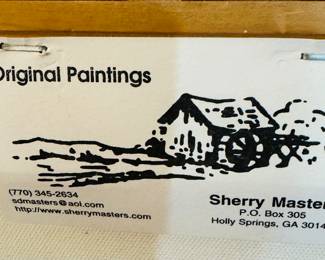 Original Paintings
(770) 345-2634
sdmasters@aol.com
http://www.sherrymasters.com
Sherry Master
P.O. Box 305
Holly Springs, GA 3014